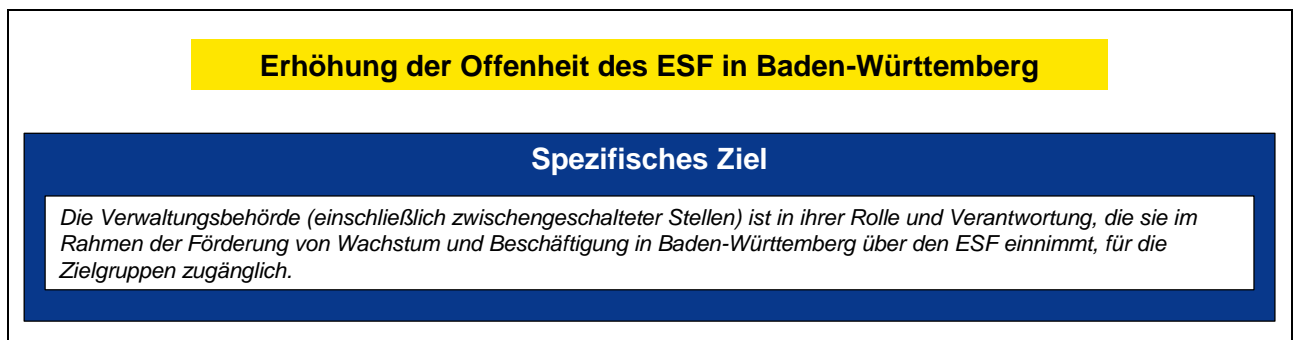 Erhöhung der Offenheit des ESF in Baden-Württemberg
Spezifisches Ziel
Die Verwaltungsbehörde (einschließlich zwischengeschalteter Stellen) ist in ihrer Rolle und Verantwortung, die sie im
Rahmen der Förderung von Wachstum und Beschäftigung in Baden-Württemberg über den ESF einnimmt, für die
Zielgruppen zugänglich.